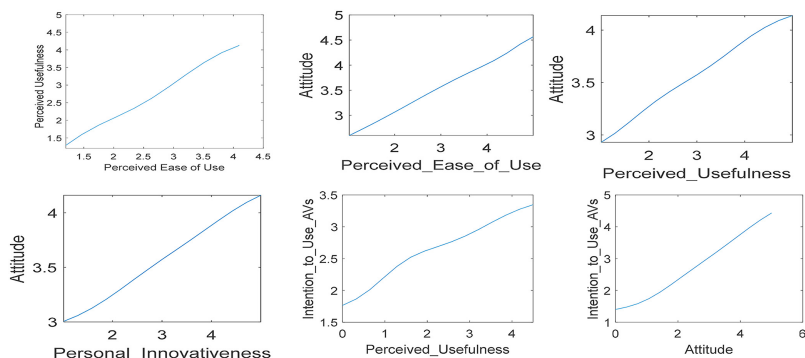 5
4.5
4
3.5
3
2.5
2
1.5
Perceived Usefulness
1.5 2 2.5 3 3.5 4 4.5
Perceived Ease of Use
5
4.5
4
3.5
3
Attitude
2 3 4
Perceived_Ease_of_Use
4
3.5
3
Attitude
2 3 4
Perceived_Usefulness
4
3.5
3
Attitude
2 3 4
Personal_Innovativeness
3.5
3
2.5
2
1.5
Intention_to_Use_AVs
0 1 2 3 4
Perceived_Usefulness
5
4
3
2
1
Intention_to_Use_AVs
0 2 4 6
Attitude